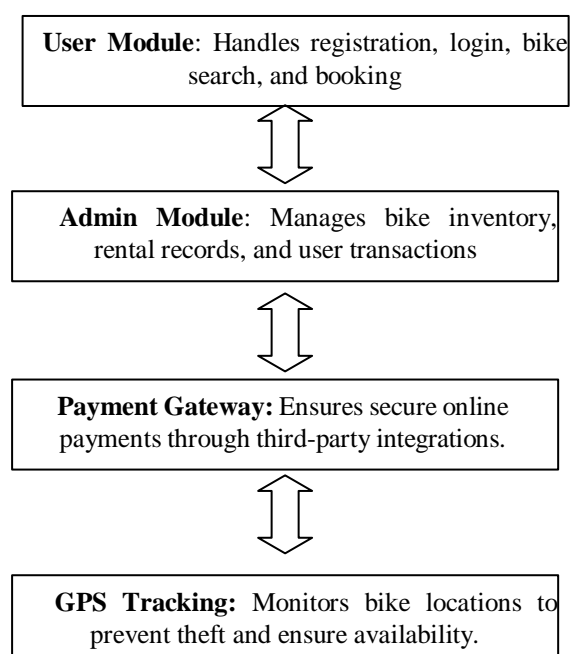 User Module: Handles registration, login, bike
search, and booking
Admin Module: Manages bike inventory,
rental records, and user transactions
Payment Gateway: Ensures secure online
payments through third-party integrations.
GPS Tracking: Monitors bike locations to
prevent theft and ensure availability.